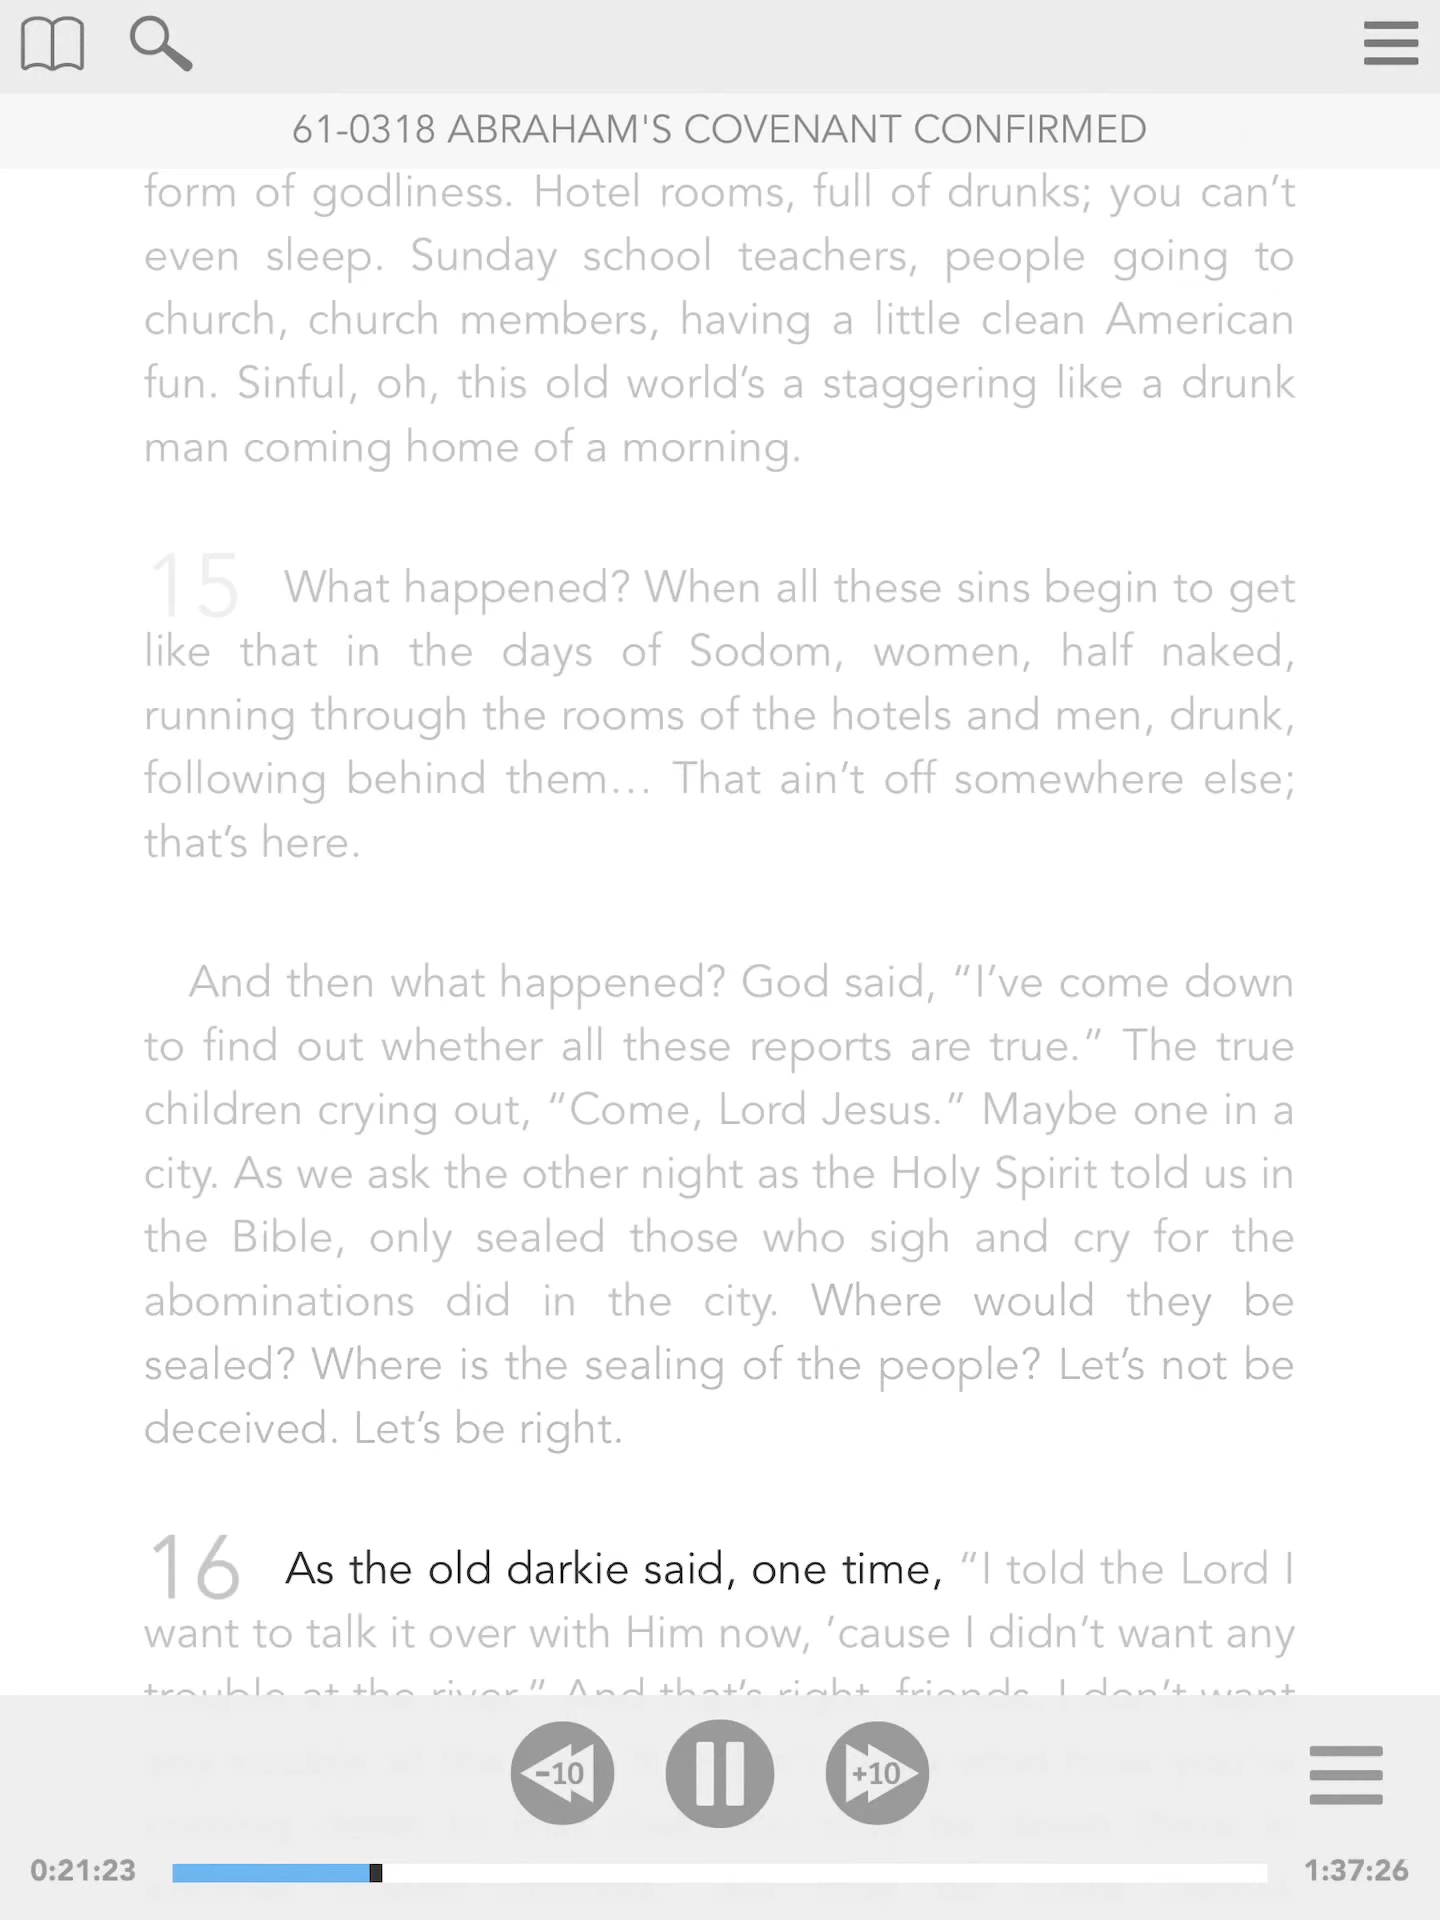 61-0318 ABRAHAM'S COVENANT CONFIRMED
form of godliness. Hotel rooms, full of drunks; you can’t
even sleep. Sunday school teachers, people going to
church, church members, having a little clean American
fun. Sinful, oh, this old world’s a staggering like a drunk
man coming home of a morning.
15 What happened? When all these sins begin to get
like that in the days of Sodom, women, half naked,
running through the rooms of the hotels and men, drunk,
following behind them… That ain’t off somewhere else;
that’s here.
And then what happened? God said, “I’ve come down
to find out whether all these reports are true.” The true
children crying out, “Come, Lord Jesus.” Maybe one in a
city. As we ask the other night as the Holy Spirit told us in
the Bible, only sealed those who sigh and cry for the
abominations did in the city. Where would they be
sealed? Where is the sealing of the people? Let’s not be
deceived. Let’s be right.
16 As the old darkie said, one time, “I told the Lord I
want to talk it over with Him now, ’cause I didn’t want any
trouble at the river.” And that’s right, friends. I don’t want
-10 +10
0:21:23 1:37:26